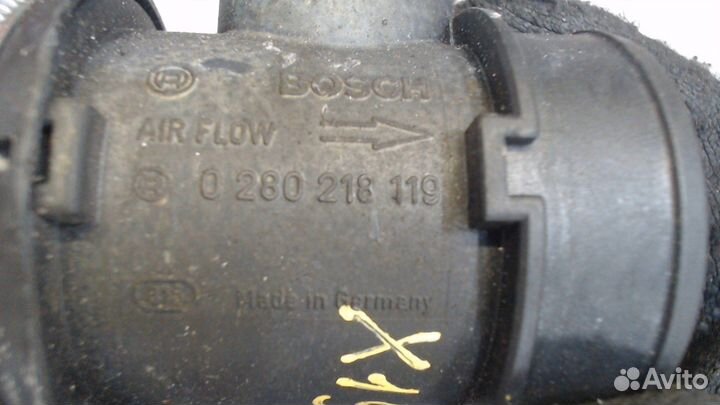 BOSCH
AIR FLOW
0 280 218 119
Made in Germany
Avito